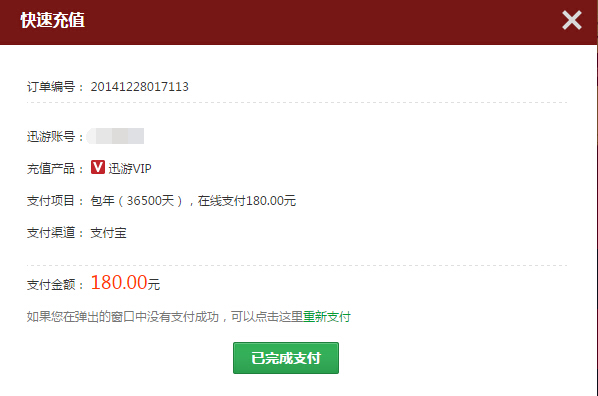 快速充值
订单编号： 20141228017113
迅游账号：
充值产品： V 迅游VIP
支付项目： 包年（36500天），在线支付180.00元
支付渠道： 支付宝
支付金额： 180.00元
如果您在弹出的窗口中没有支付成功，可以点击这里重新支付
已完成支付